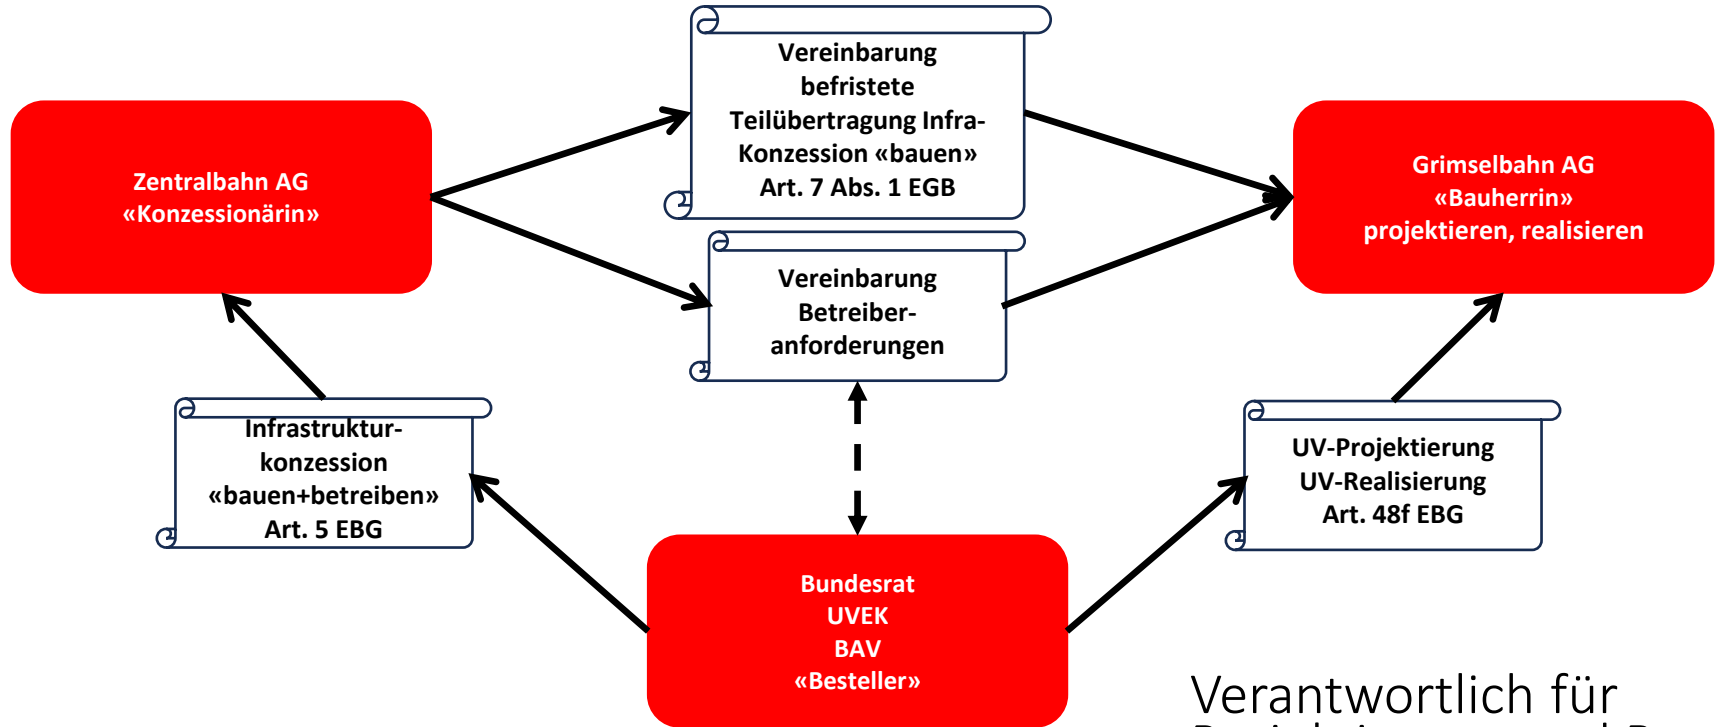 Vereinbarung
befristete
Teilübertragung Infra-
Konzession «bauen»
Art. 7 Abs. 1 EGB
Zentralbahn AG
«Konzessionärin»
Grimselbahn AG
«Bauherrin»
projektieren, realisieren
Vereinbarung
Betreiber-
anforderungen
Infrastruktur-
konzession
«bauen+betreiben»
Art. 5 EBG
UV-Projektierung
UV-Realisierung
Art. 48f EBG
Bundesrat
UVEK
BAV
«Besteller»
Verantwortlich für